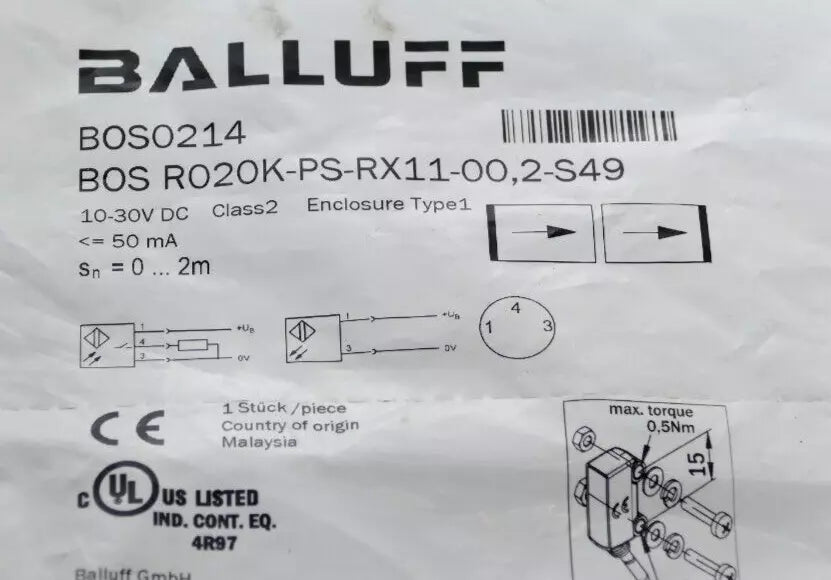 BALLUFF
BOS0214
BOS R020K-PS-RX11-00,2-S49
10-30V DC Class2 Enclosure Type1
<= 50 mA
Sn = 0 ... 2m
1 +UB
4
3 0V
1 +UB
3 0V
4
1 3
CE
1 Stück/piece
Country of origin
Malaysia
max. torque
0,5Nm
15
C UL US LISTED
IND. CONT. EQ.
4R97
CE
Balluff GmbH